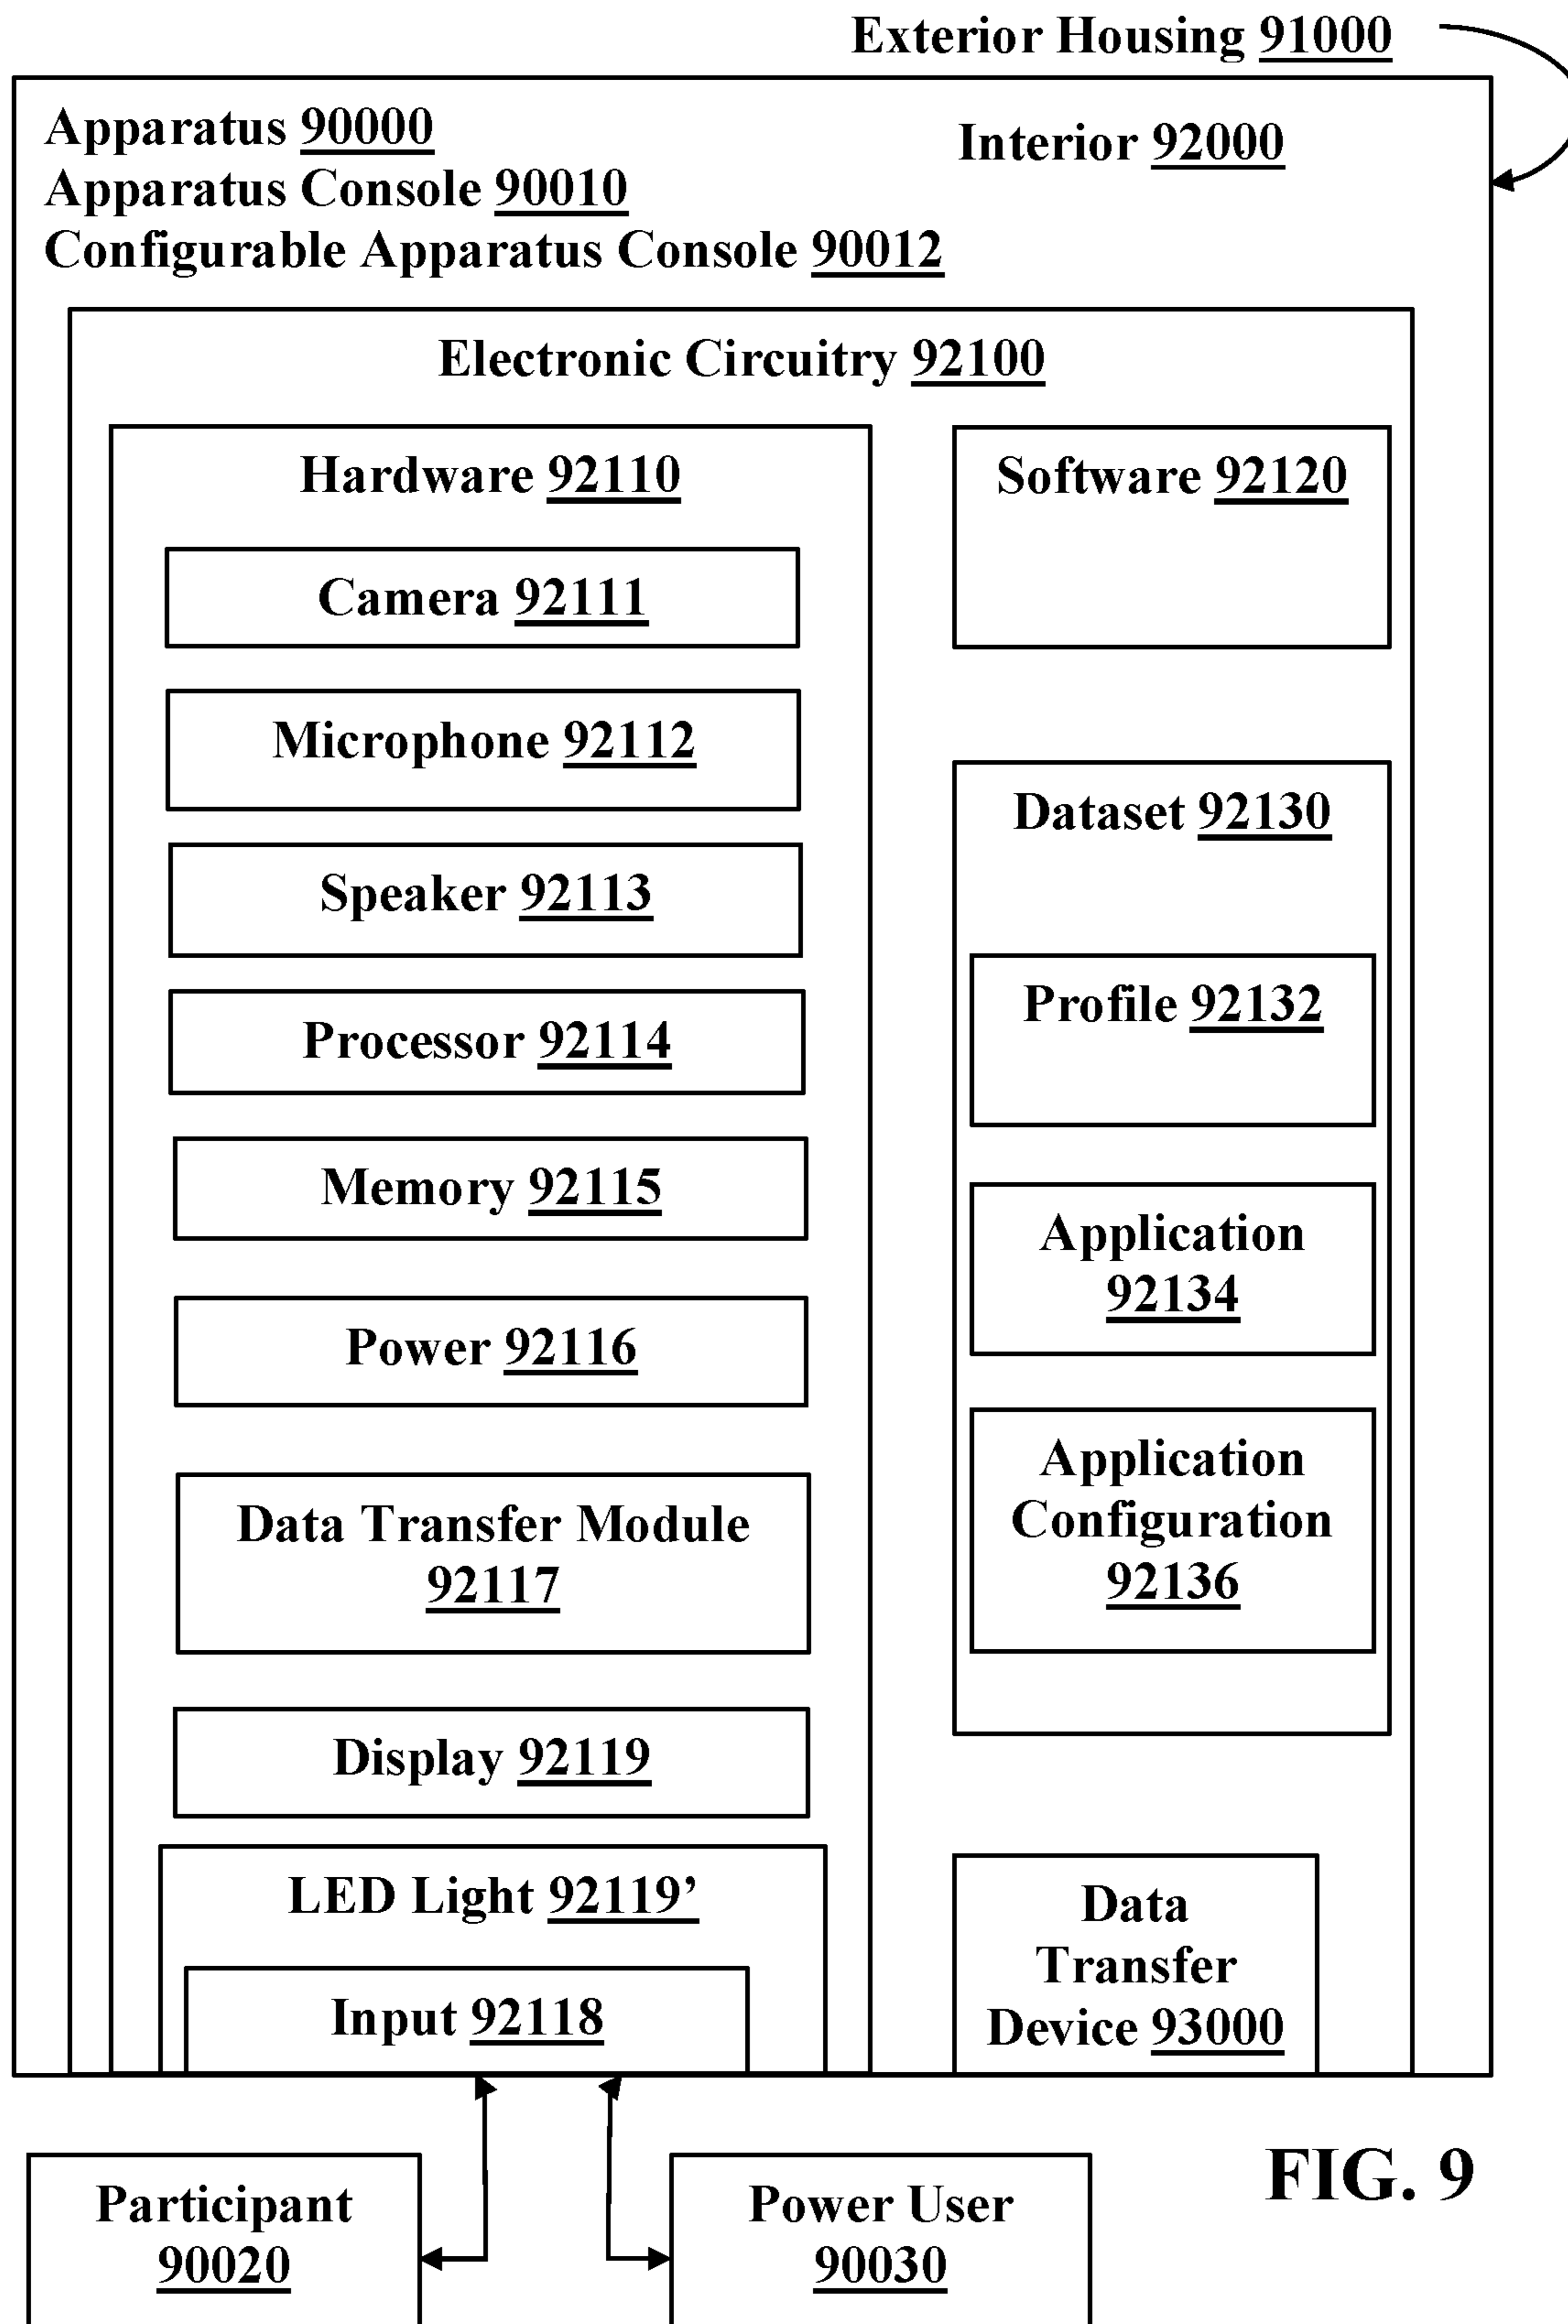 Exterior Housing 91000
Apparatus 90000
Apparatus Console 90010
Configurable Apparatus Console 90012
Interior 92000
Electronic Circuitry 92100
Hardware 92110
Camera 92111
Microphone 92112
Speaker 92113
Processor 92114
Memory 92115
Power 92116
Data Transfer Module
92117
Display 92119
LED Light 92119’
Input 92118
Software 92120
Dataset 92130
Profile 92132
Application
92134
Application
Configuration
92136
Data
Transfer
Device 93000
Participant
90020
Power User
90030
FIG. 9